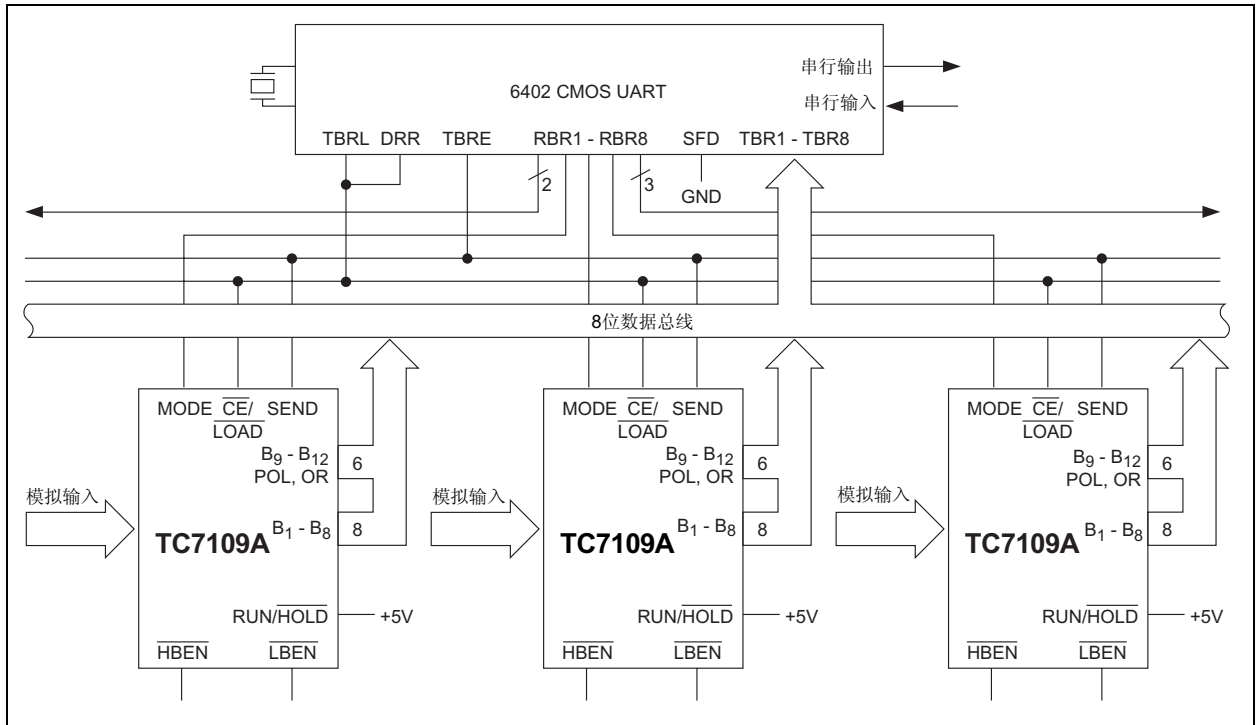 串行输出
6402 CMOS UART
串行输入
TBRL DRR TBRE RBR1 - RBR8 SFD TBR1 - TBR8
2 3
GND
8位数据总线
MODE CE/ SEND
LOAD
B9 - B12
POL, OR
6
模拟输入
B1 - B8
8
TC7109A
RUN/HOLD
+5V
HBEN LBEN
MODE CE/ SEND
LOAD
B9 - B12
POL, OR
6
模拟输入
B1 - B8
8
TC7109A
RUN/HOLD
+5V
HBEN LBEN
MODE CE/ SEND
LOAD
B9 - B12
POL, OR
6
模拟输入
B1 - B8
8
TC7109A
RUN/HOLD
+5V
HBEN LBEN